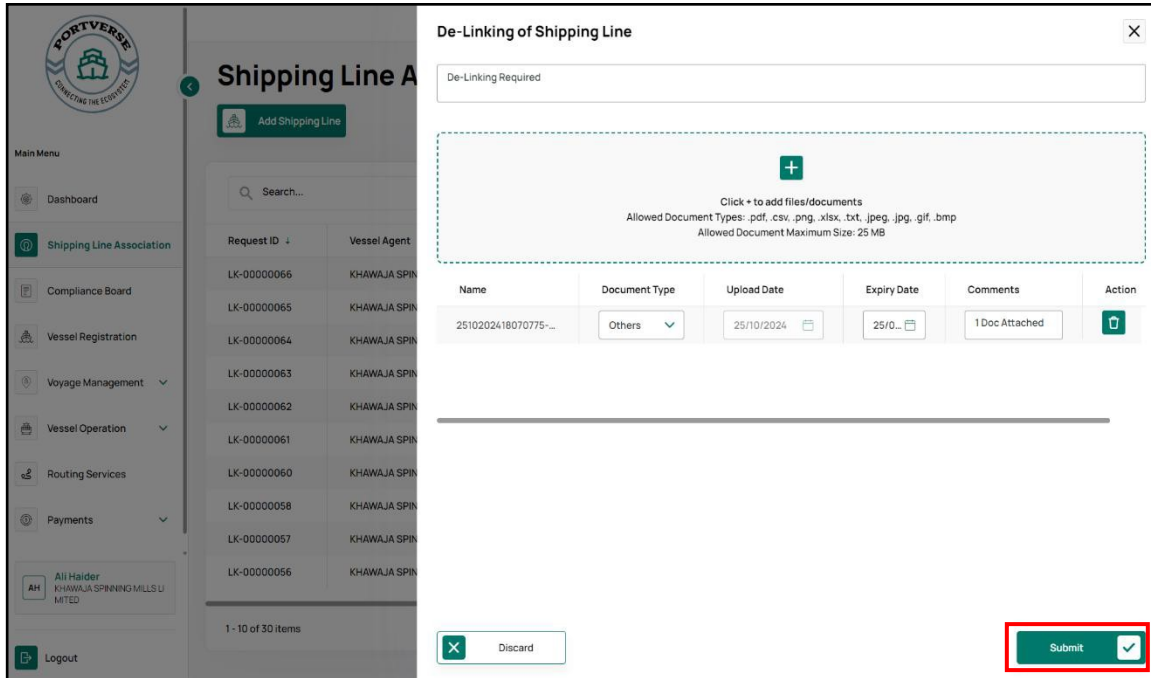 PORTVERSE
CONNECTING THE ECOSYSTEM
Main Menu
Dashboard
Shipping Line Association
Compliance Board
Vessel Registration
Voyage Management
Vessel Operation
Routing Services
Payments
AH
Ali Haider
KHAWAJA SPINNING MILLS LI
MITED
Logout
Shipping Line A
Add Shipping Line
Search...
Request ID ↓ Vessel Agent
LK-00000066 KHAWAJA SPIN
LK-00000065 KHAWAJA SPIN
LK-00000064 KHAWAJA SPIN
LK-00000063 KHAWAJA SPIN
LK-00000062 KHAWAJA SPIN
LK-00000061 KHAWAJA SPIN
LK-00000060 KHAWAJA SPIN
LK-00000058 KHAWAJA SPIN
LK-00000057 KHAWAJA SPIN
LK-00000056 KHAWAJA SPIN
1 - 10 of 30 items
De-Linking of Shipping Line
De-Linking Required
Click + to add files/documents
Allowed Document Types: .pdf, .csv, .png, .xlsx, .txt, .jpeg, .jpg, .gif, .bmp
Allowed Document Maximum Size: 25 MB
Name Document Type Upload Date Expiry Date Comments Action
2510202418070775-... Others 25/10/2024 25/0... 1 Doc Attached
Discard
Submit